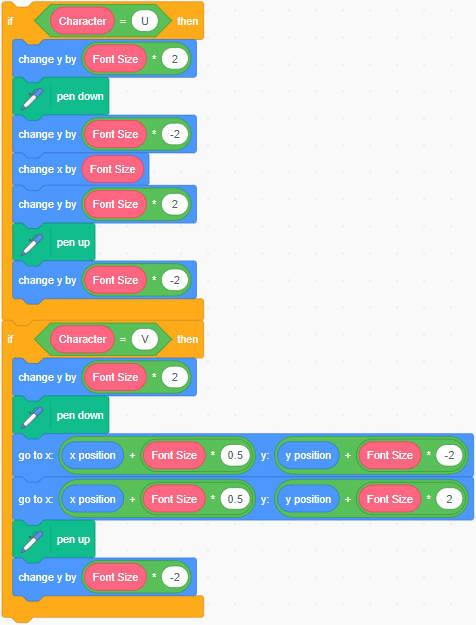 if Character = U then
change y by Font Size * 2
pen down
change y by Font Size * -2
change x by Font Size
change y by Font Size * 2
pen up
change y by Font Size * -2
if Character = V then
change y by Font Size * 2
pen down
go to x: x position + Font Size * 0.5 y: y position + Font Size * -2
go to x: x position + Font Size * 0.5 y: y position + Font Size * 2
pen up
change y by Font Size * -2